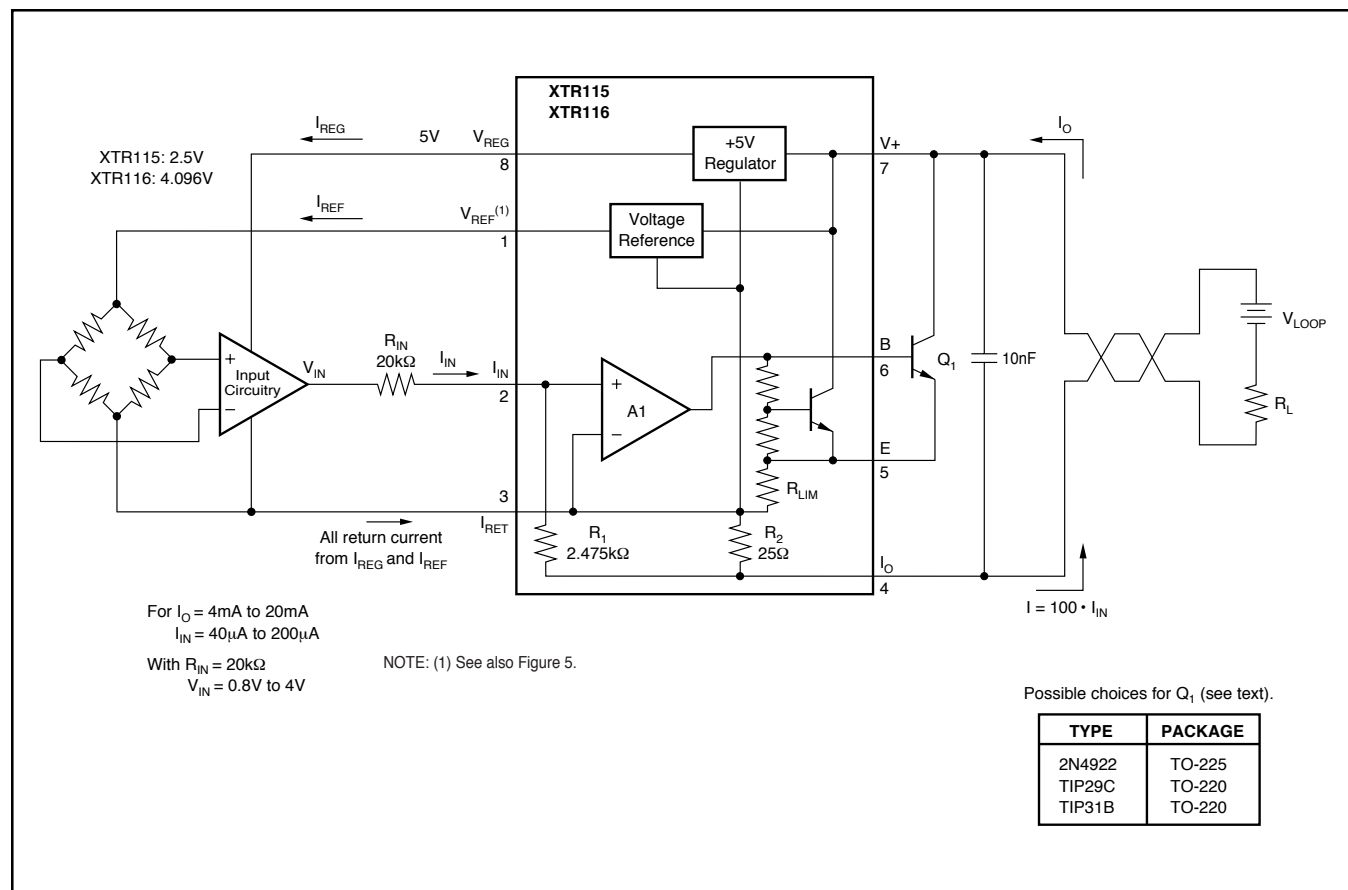 XTR115
XTR116
I_REG
5V
V_REG
8
+5V
Regulator
V+
7
I_O
XTR115: 2.5V
XTR116: 4.096V
I_REF
V_REF(1)
1
Voltage
Reference
V_LOOP
R_IN
20kΩ
I_IN
I_IN
2
V_IN
+
Input
Circuitry
−
+
A1
−
B
6
Q_1
10nF
R_L
E
5
R_LIM
3
I_RET
All return current
from I_REG and I_REF
R_1
2.475kΩ
R_2
25Ω
I_O
4
I = 100 • I_IN
For I_O = 4mA to 20mA
I_IN = 40μA to 200μA
With R_IN = 20kΩ
V_IN = 0.8V to 4V
NOTE: (1) See also Figure 5.
Possible choices for Q_1 (see text).
TYPE PACKAGE
2N4922 TO-225
TIP29C TO-220
TIP31B TO-220